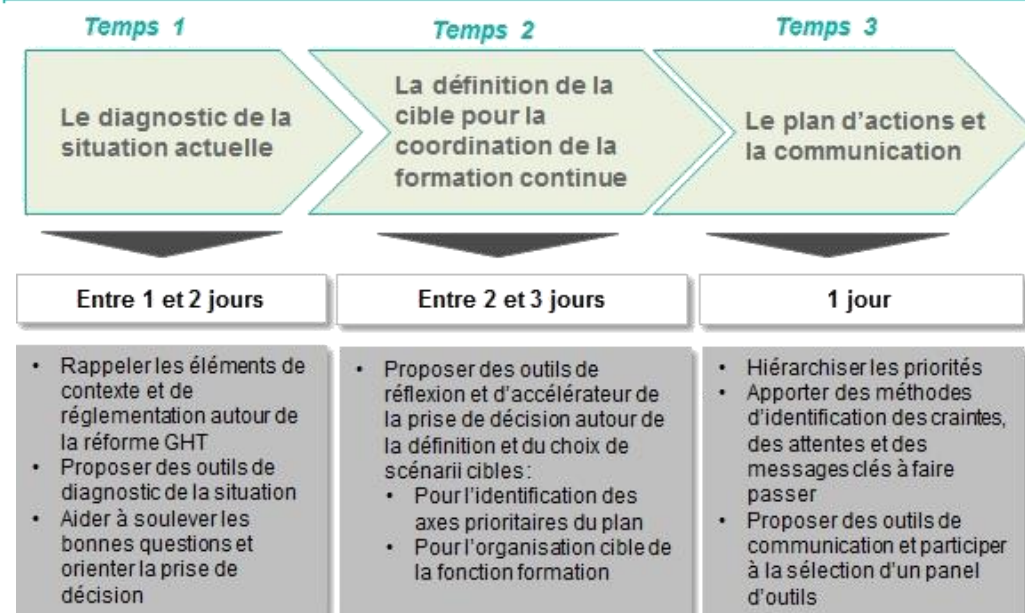 Temps 1
Temps 2
Temps 3
Le diagnostic de la
situation actuelle
La définition de la
cible pour la
coordination de la
formation continue
Le plan d'actions et
la communication
Entre 1 et 2 jours
Entre 2 et 3 jours
1 jour
• Rappeler les éléments de
contexte et de
réglementation autour de
la réforme GHT
• Proposer des outils de
diagnostic de la situation
• Aider à soulever les
bonnes questions et
orienter la prise de
décision
• Proposer des outils de
réflexion et d'accélérateur de
la prise de décision autour de
la définition et du choix de
scénarii cibles :
• Pour l'identification des
axes prioritaires du plan
• Pour l'organisation cible de
la fonction formation
• Hiérarchiser les priorités
• Apporter des méthodes
d'identification des craintes,
des attentes et des
messages clés à faire
passer
• Proposer des outils de
communication et participer
à la sélection d'un panel
d'outils